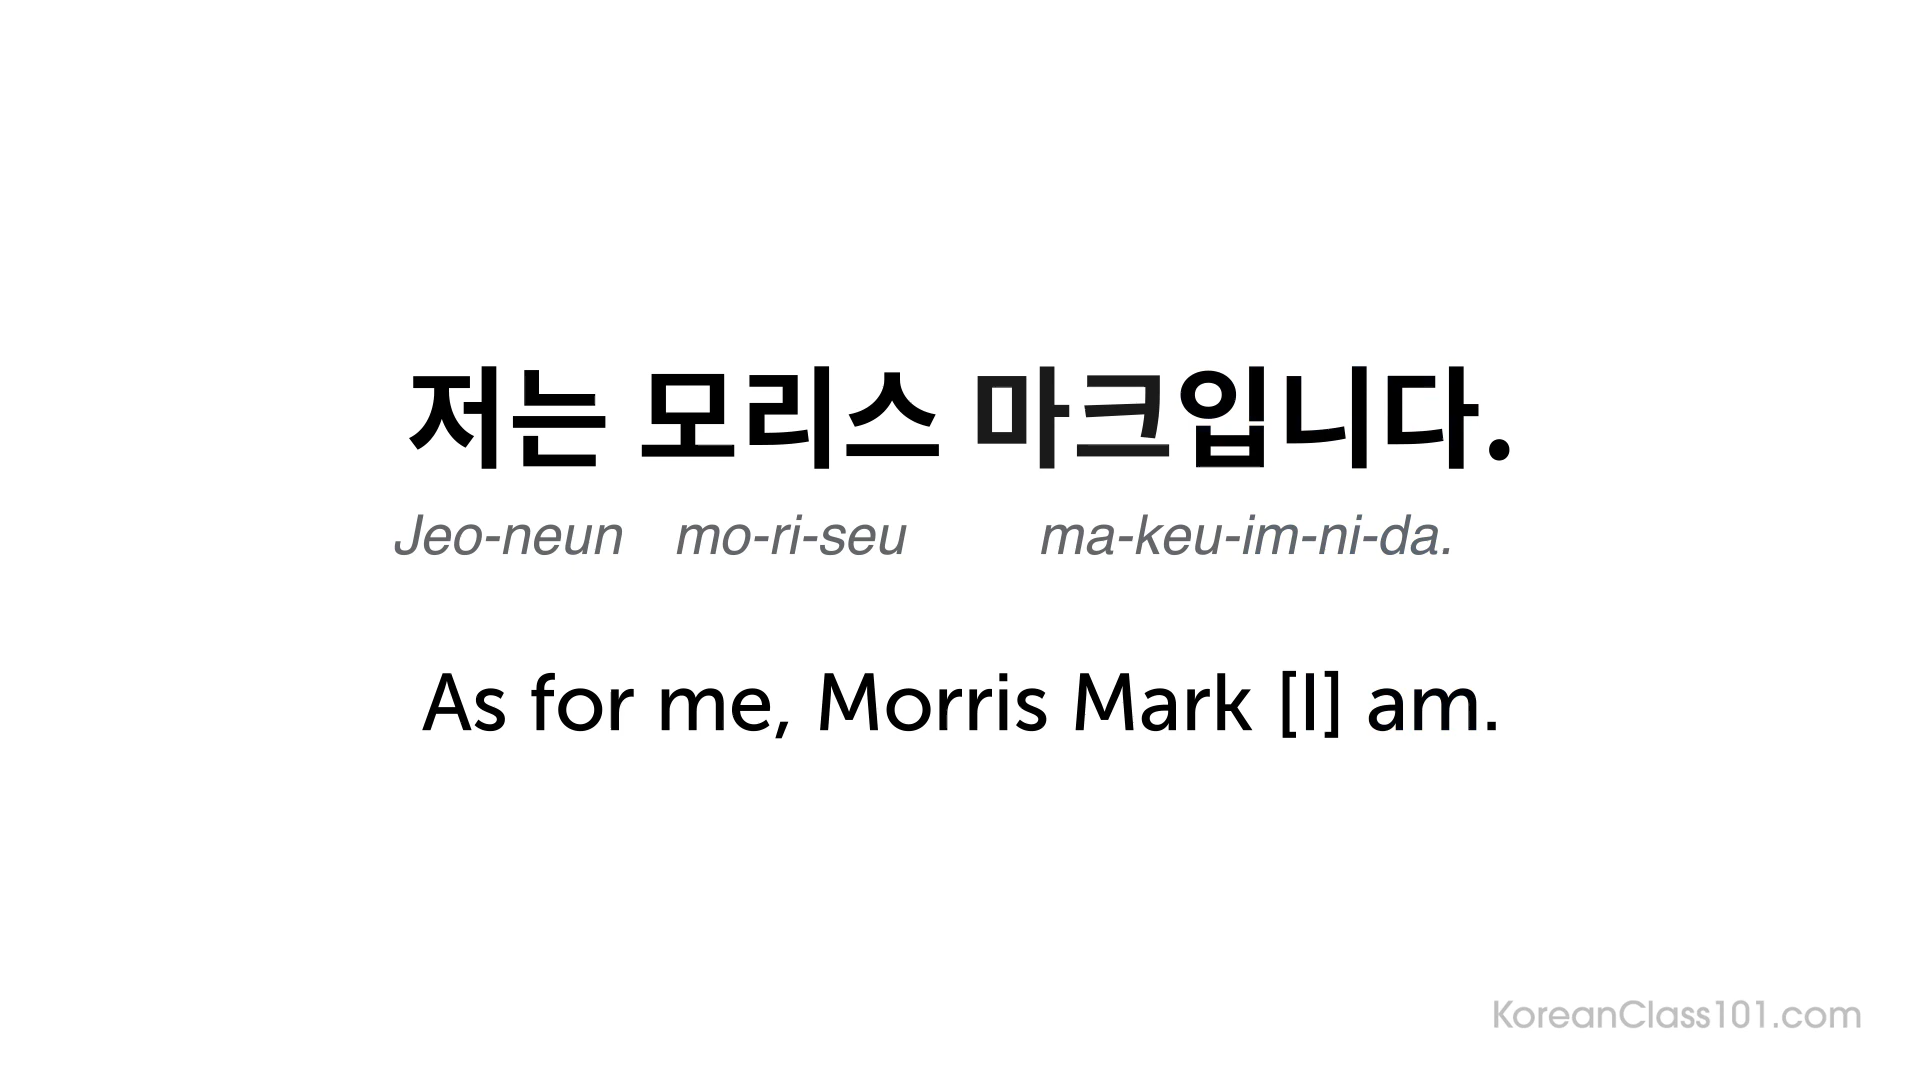 저는 모리스 마크입니다.
Jeo-neun mo-ri-seu ma-keu-im-ni-da.
As for me, Morris Mark [I] am.
KoreanClass101.com